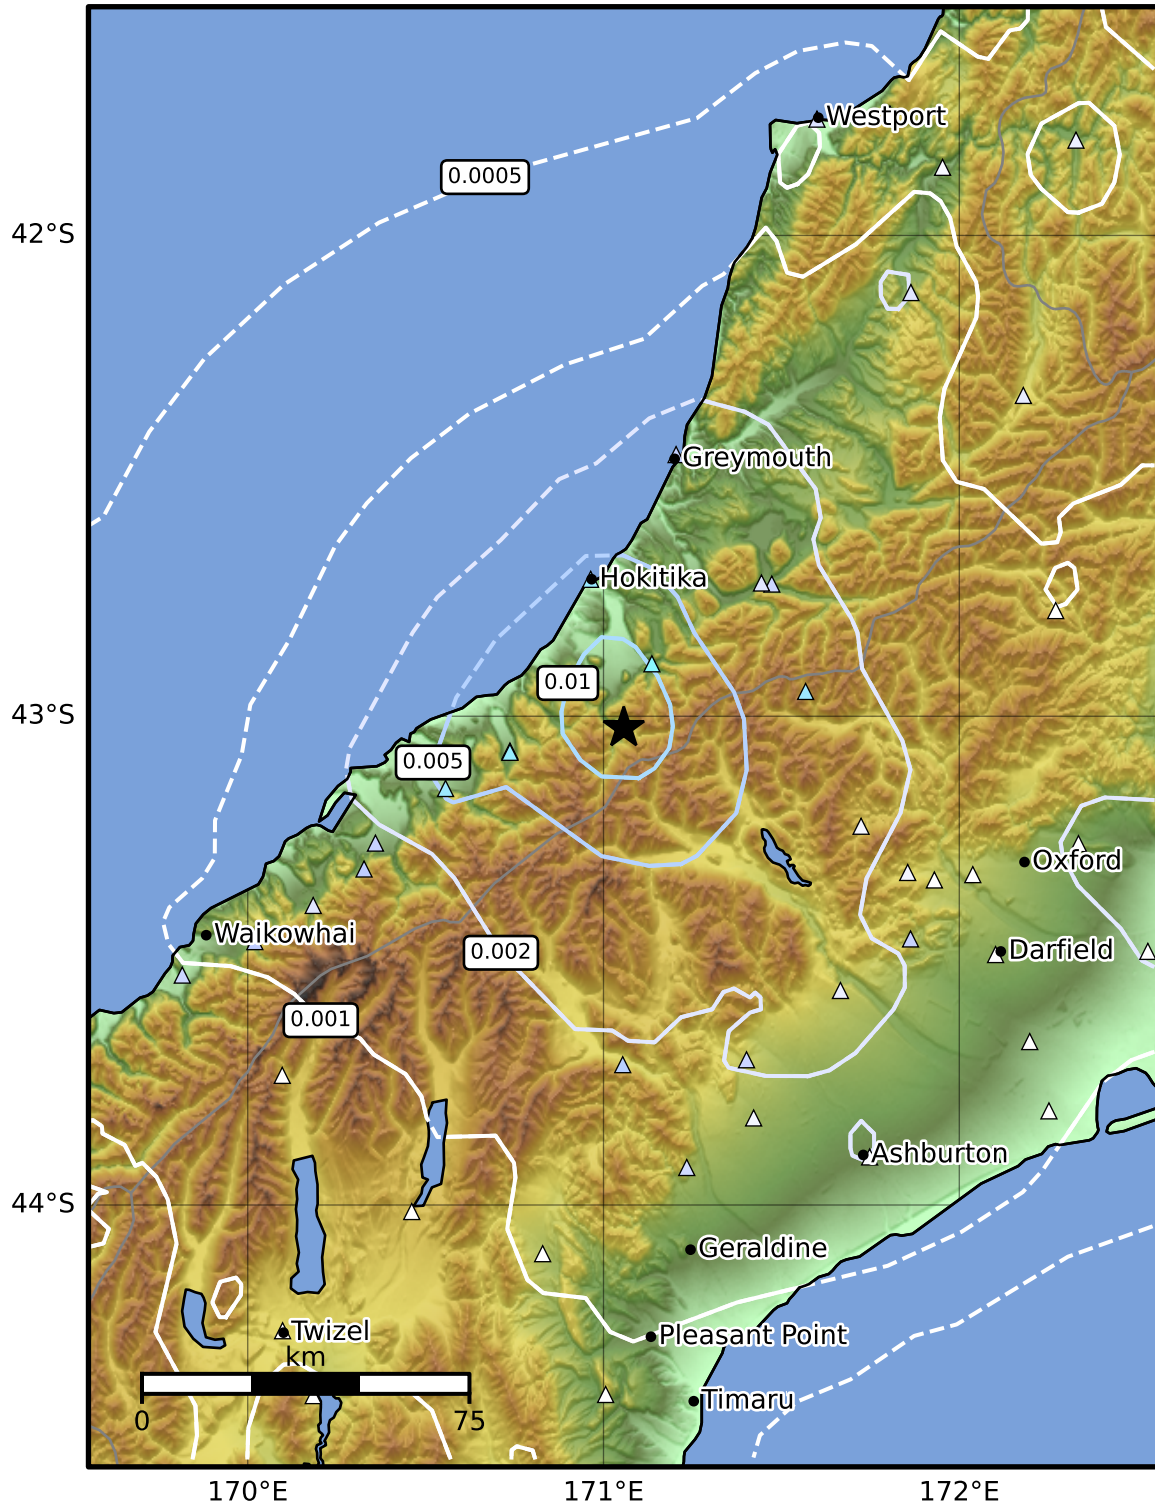 Westport
0.0005
42°S
Greymouth
Hokitika
0.01
43°S
0.005
Oxford
Waikowhai
0.002
Darfield
0.001
Ashburton
44°S
Geraldine
Twizel
Pleasant Point
km
Timaru
0 75
170°E 171°E 172°E